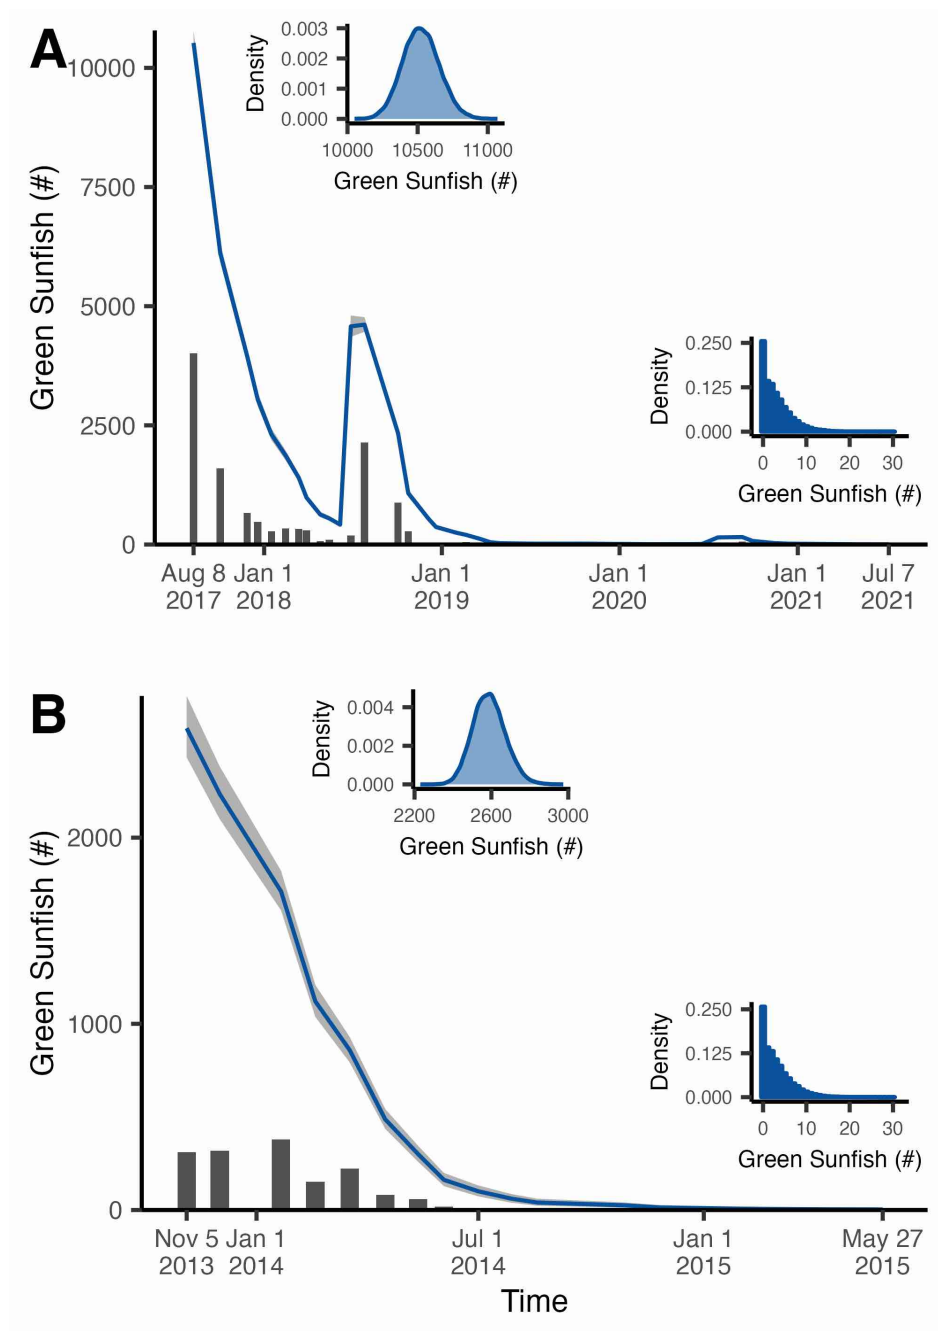 A
Green Sunfish (#)
10000
7500
5000
2500
0
Aug 8 Jan 1 Jan 1 Jan 1 Jan 1 Jul 7
2017 2018 2019 2020 2021 2021
Density
0.003
0.002
0.001
0.000
10000 10500 11000
Green Sunfish (#)
Density
0.250
0.125
0.000
0 10 20 30
Green Sunfish (#)
B
Green Sunfish (#)
2000
1000
0
Nov 5 Jan 1 Jul 1 Jan 1 May 27
2013 2014 2014 2015 2015
Time
Density
0.004
0.002
0.000
2200 2600 3000
Green Sunfish (#)
Density
0.250
0.125
0.000
0 10 20 30
Green Sunfish (#)